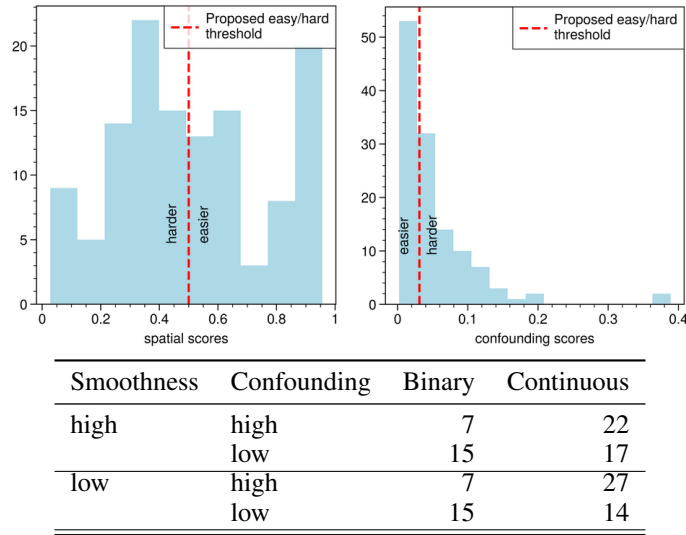 Proposed easy/hard
threshold
20
15
10
5
0
harder
easier
0
0.2
0.4
0.6
0.8
1
spatial scores
Proposed easy/hard
threshold
50
40
30
20
10
0
easier
harder
0
0.1
0.2
0.3
0.4
confounding scores
Smoothness Confounding Binary Continuous
high high 7 22
low 15 17
low high 7 27
low 15 14